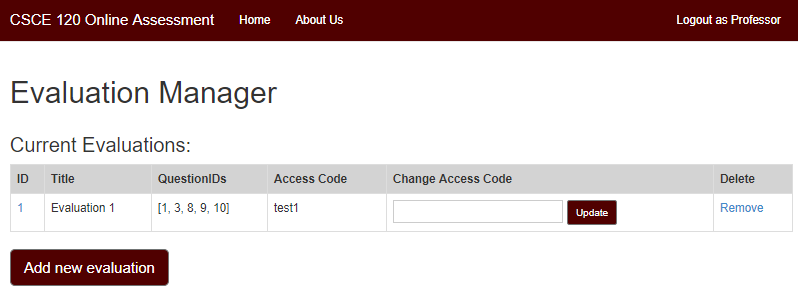 CSCE 120 Online Assessment Home About Us Logout as Professor
Evaluation Manager
Current Evaluations:
ID Title QuestionIDs Access Code Change Access Code Delete
1 Evaluation 1 [1, 3, 8, 9, 10] test1 Update Remove
Add new evaluation